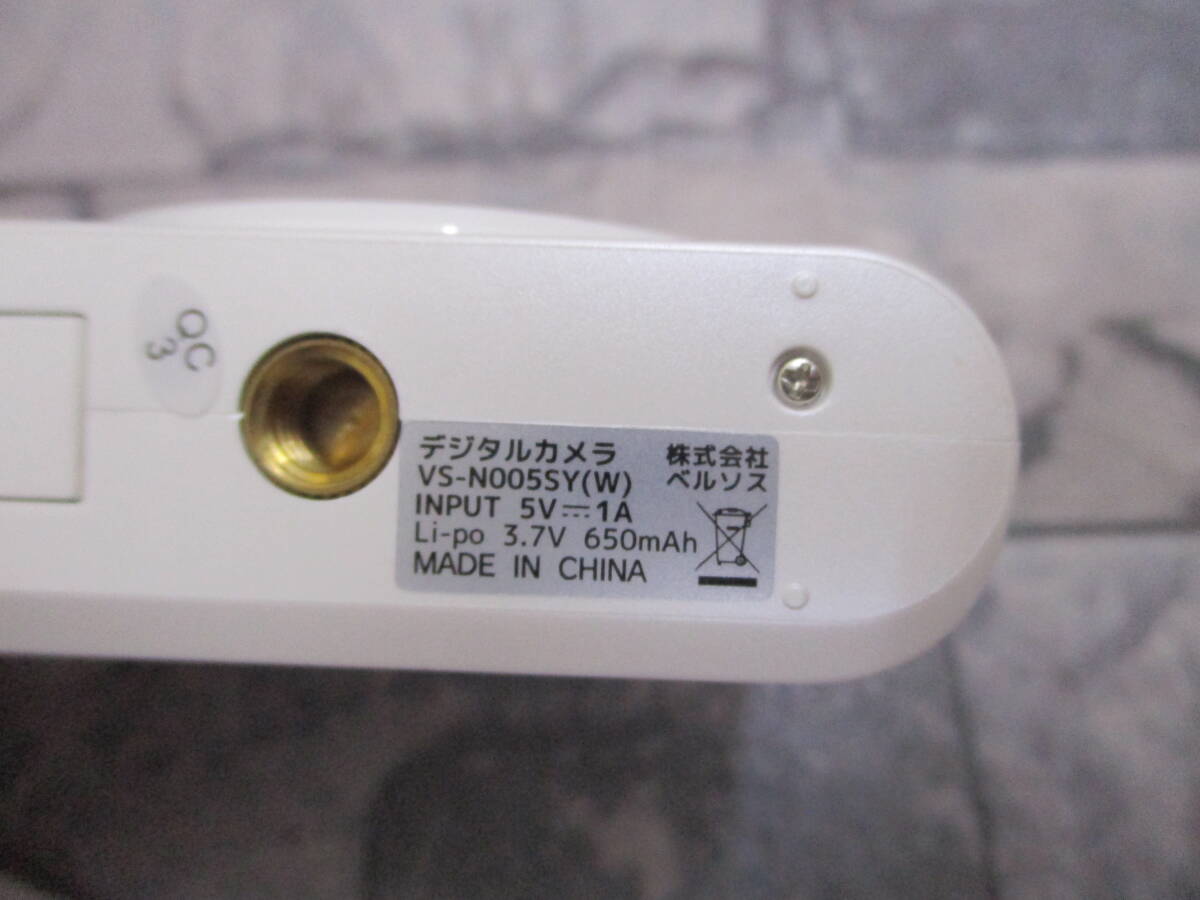 QC
3
デジタルカメラ 株式会社
VS-N005SY(W) ベルソス
INPUT 5V⎓1A
Li-po 3.7V 650mAh
MADE IN CHINA